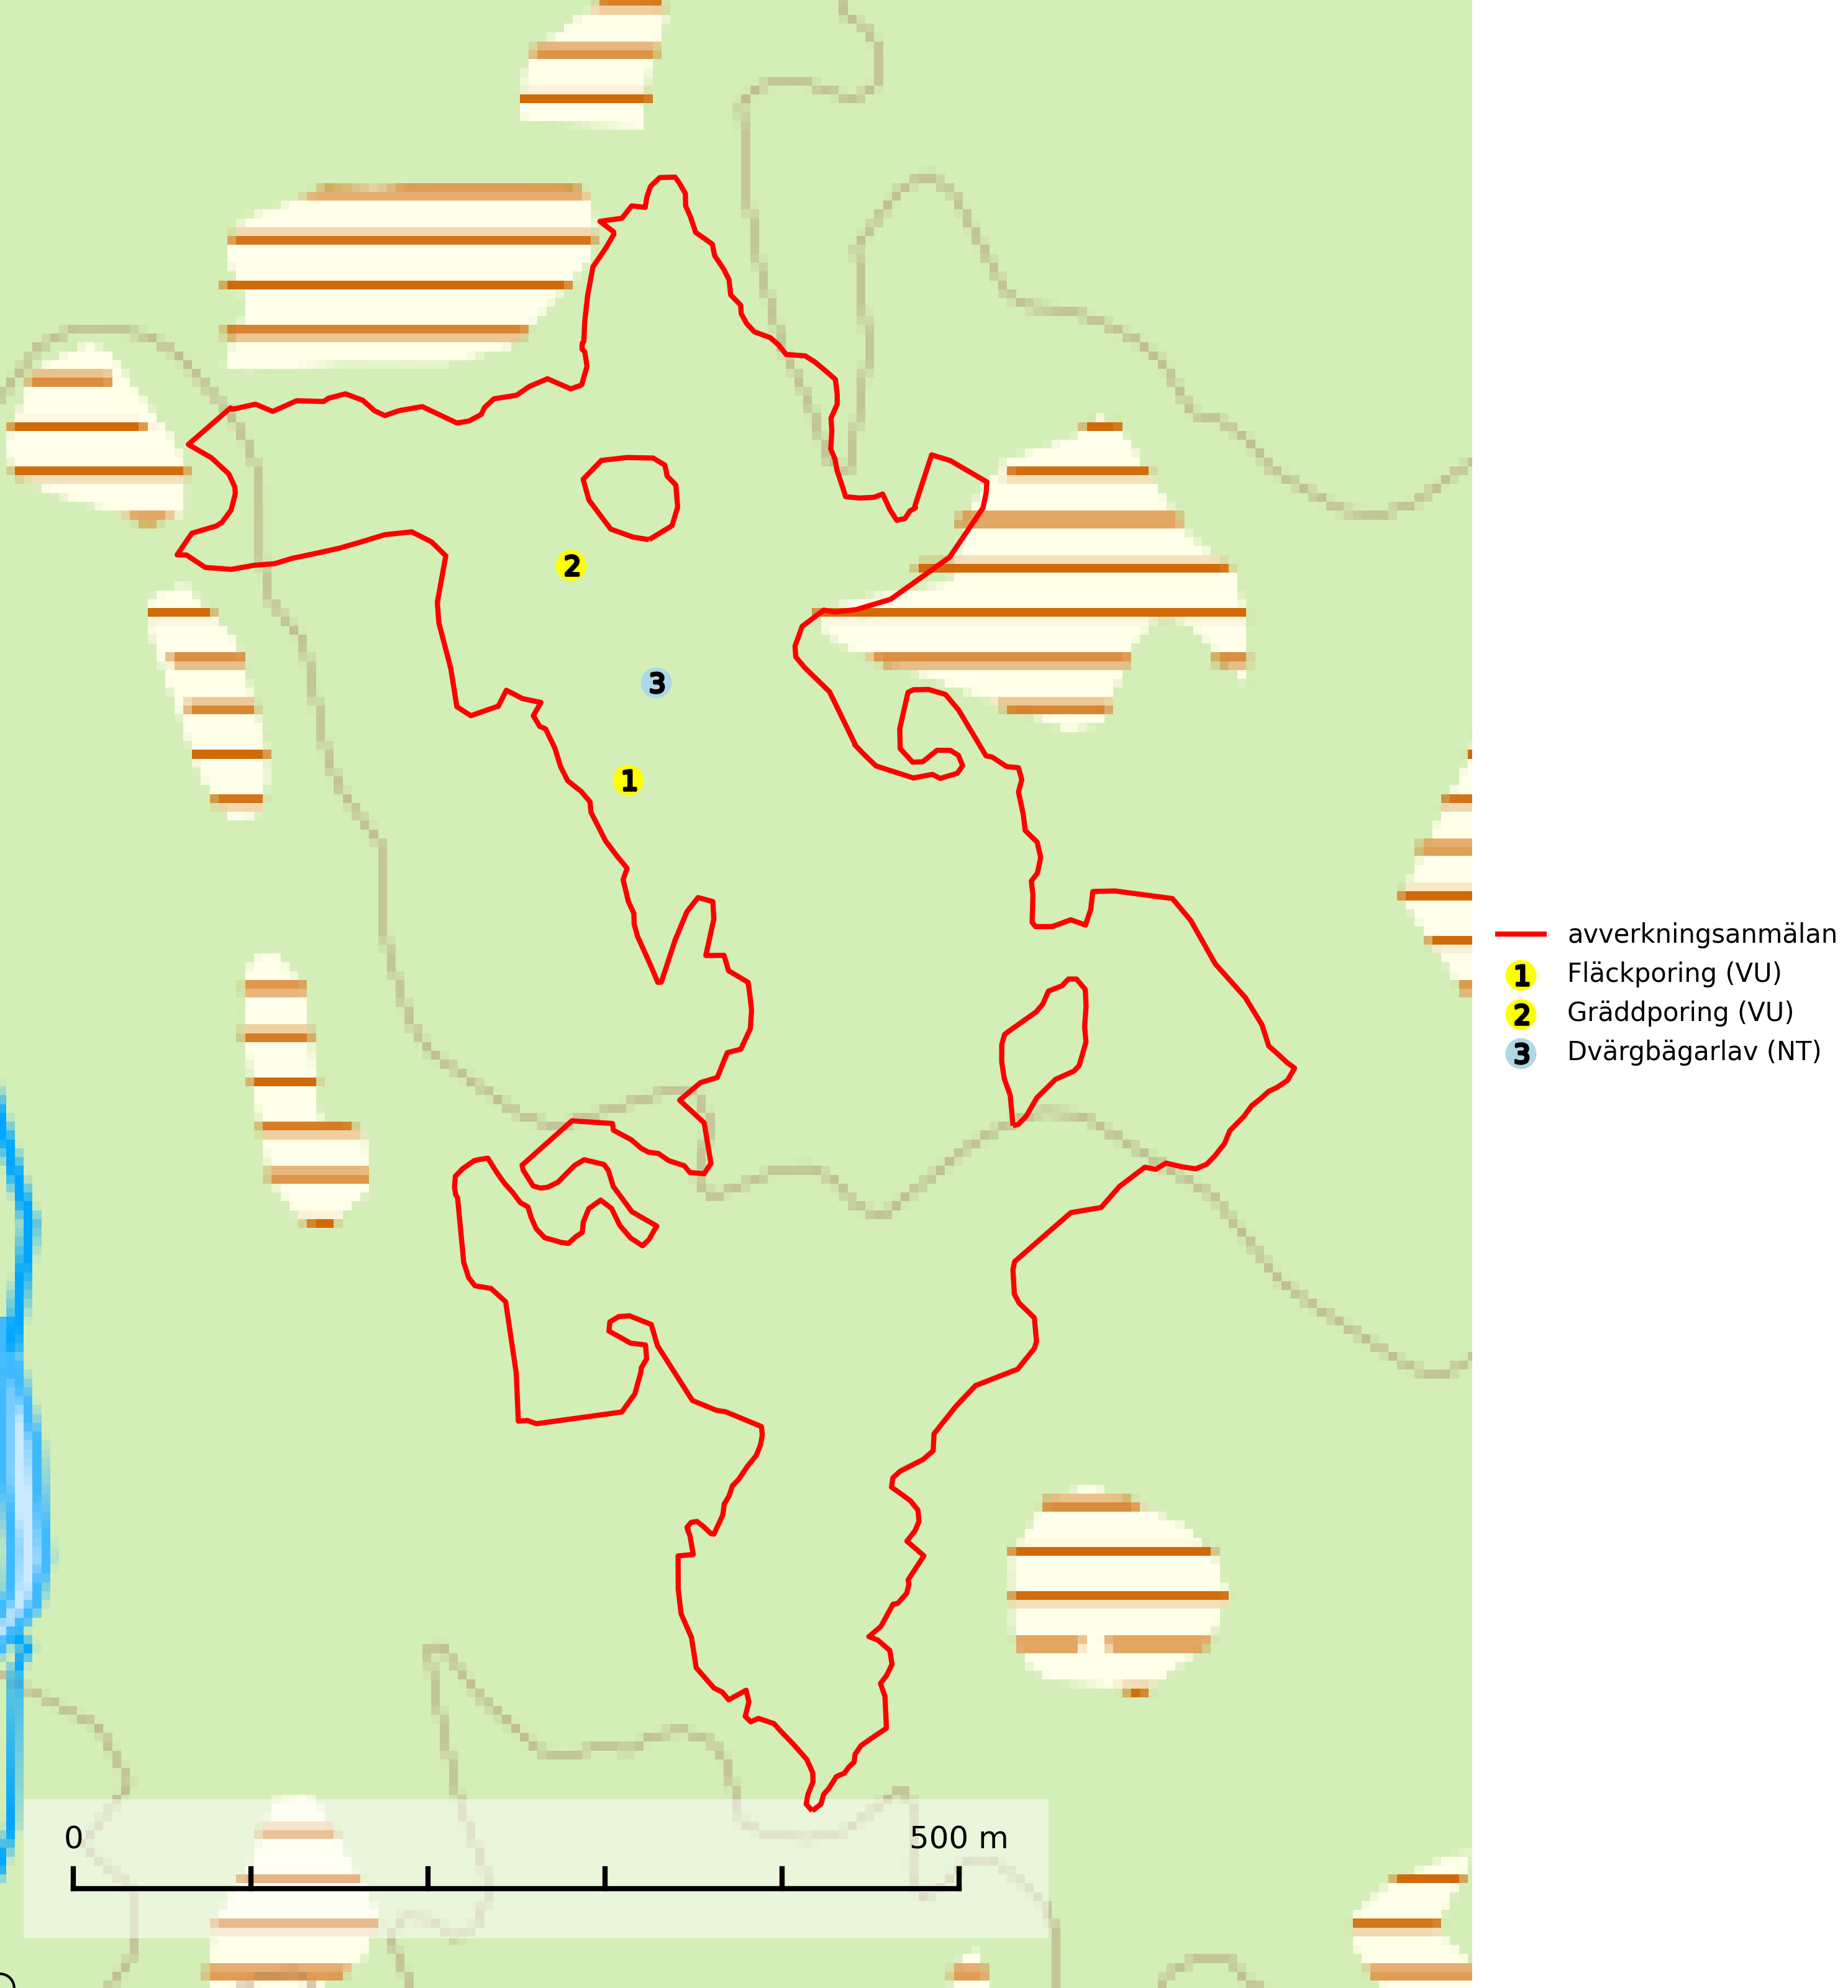 2
3
1
avverkningsanmälan
1 Fläckporing (VU)
2 Gräddporing (VU)
3 Dvärgbägarlav (NT)
0 500 m